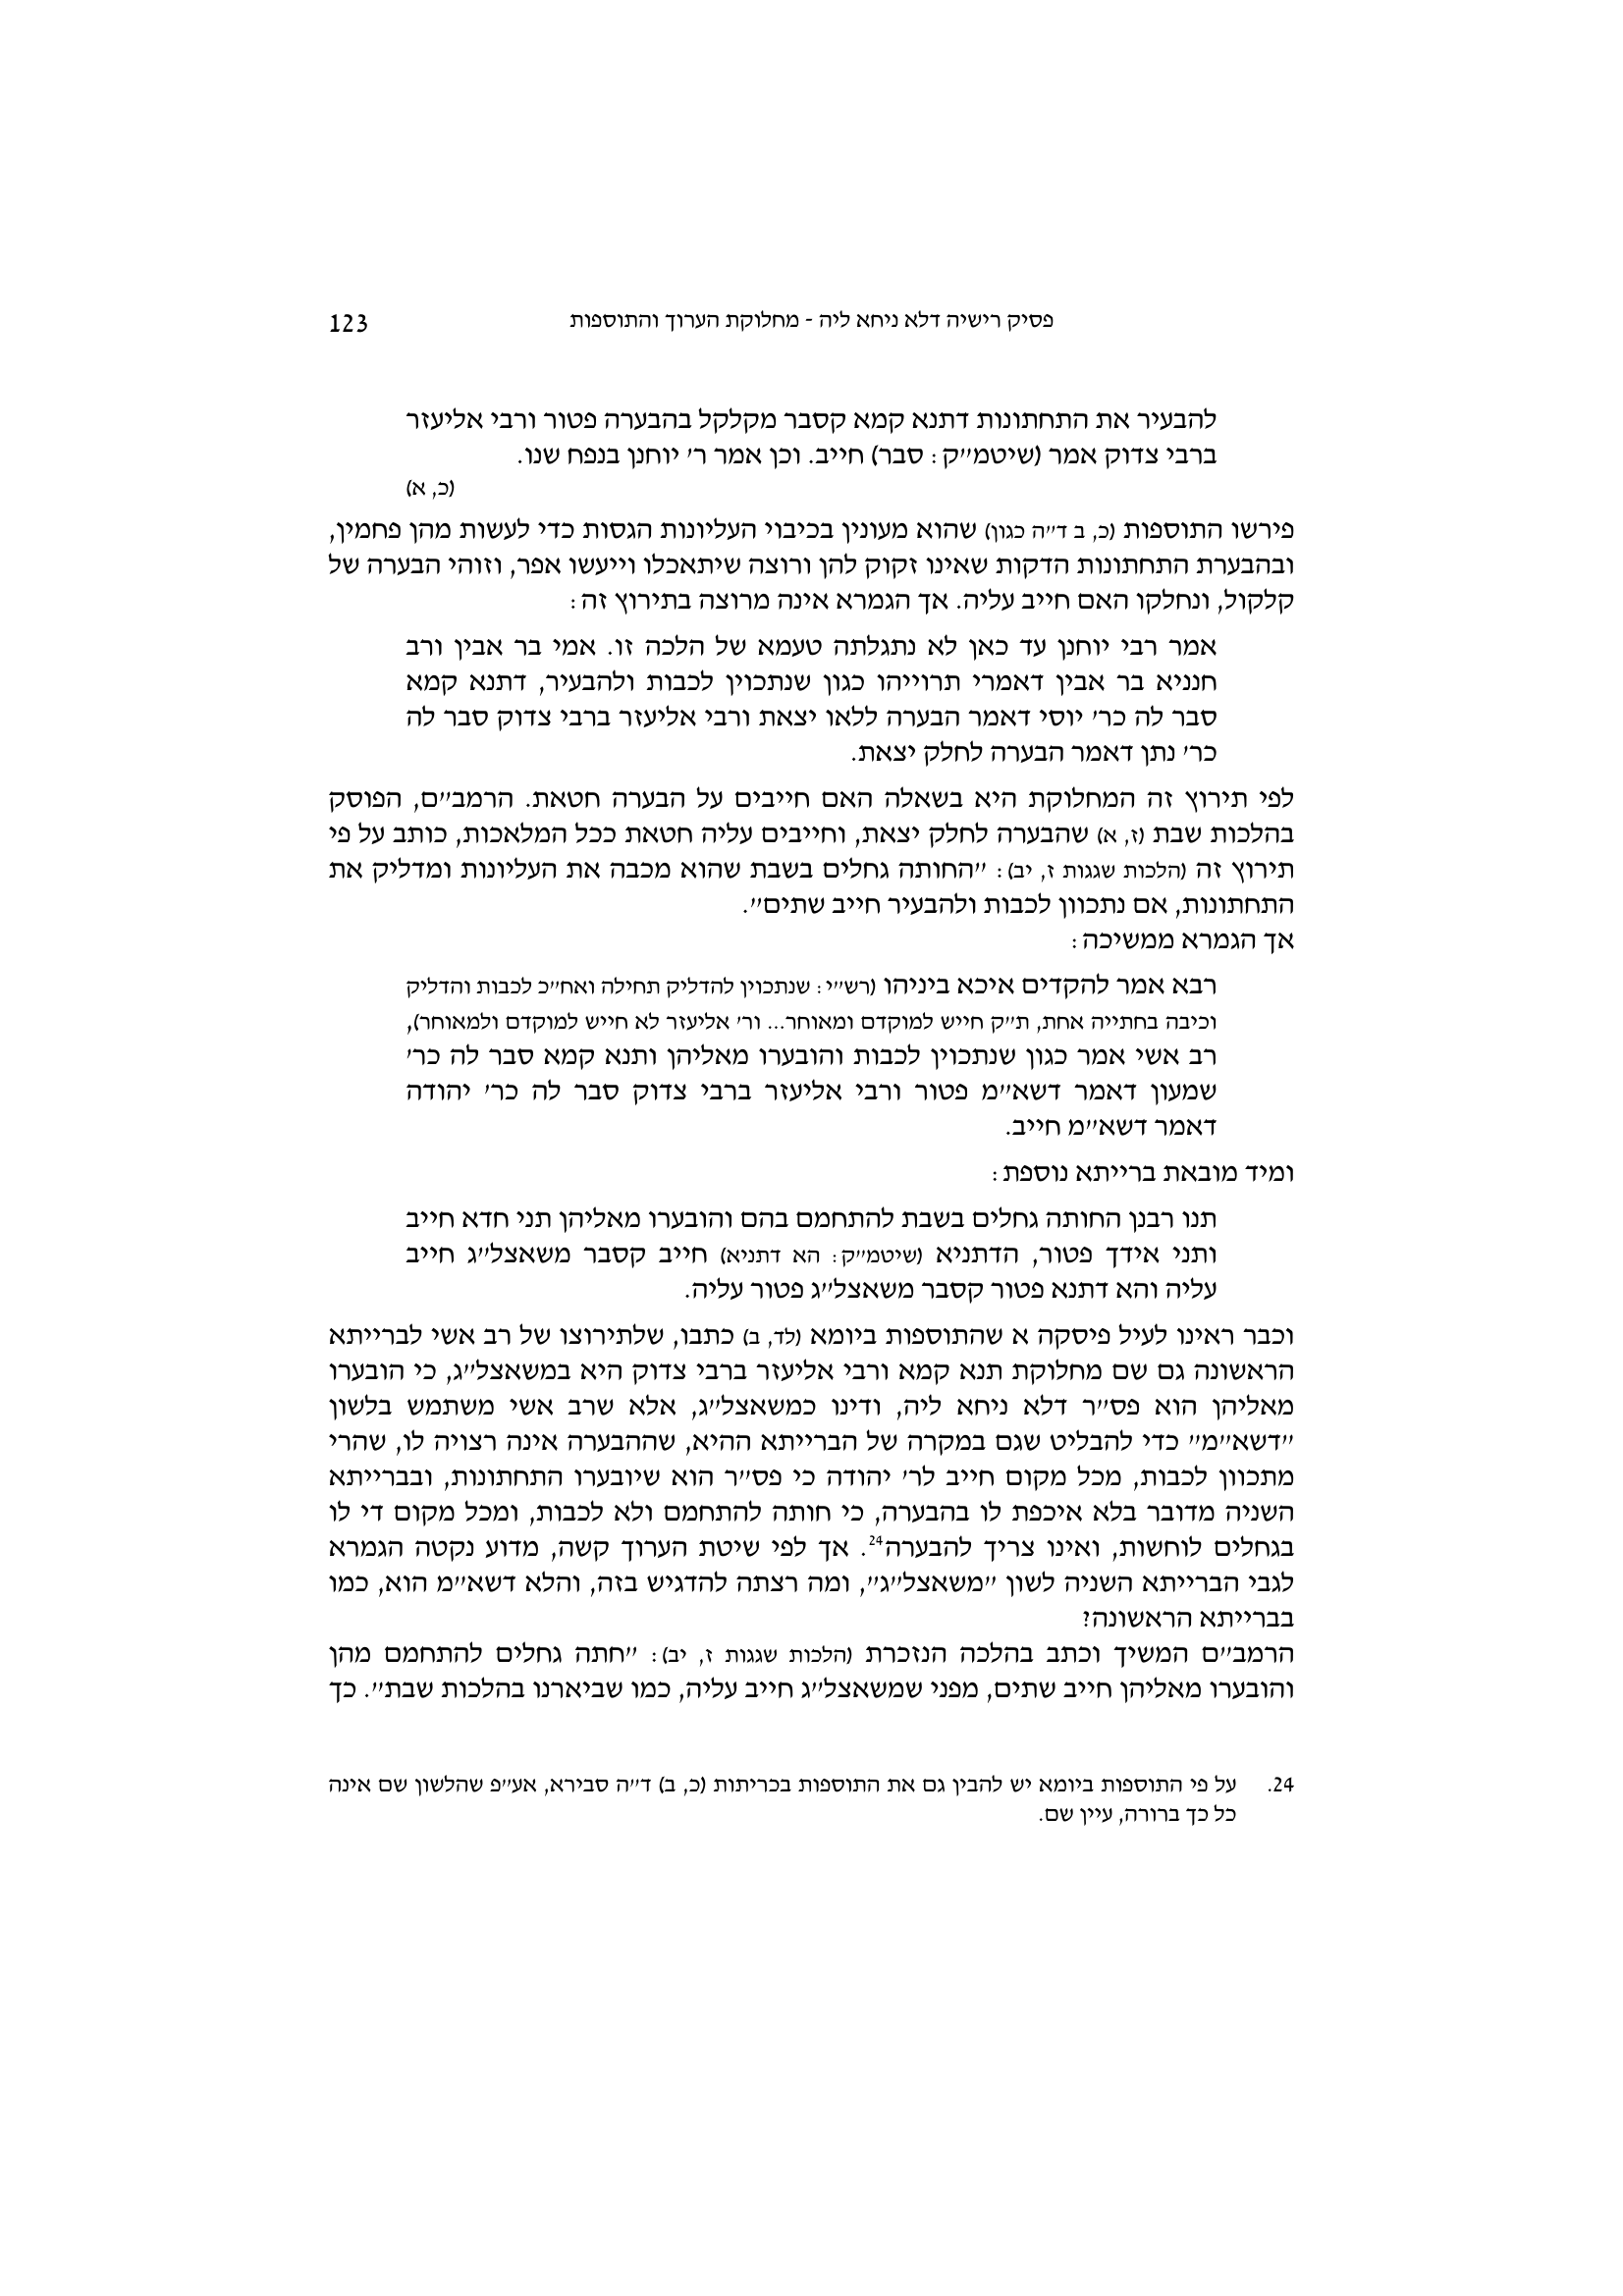 פסיק רישיה דלא ניחא ליה - מחלוקת הערוך והתוספות 123
להבעיר את התחתונות דתנא קמא קסבר מקלקל בהבערה פטור ורבי אליעזר
ברבי צדוק אמר (שיטמ״ק: סבר) חייב. וכן אמר ר׳ יוחנן בנפח שנו.
(כ, א)
פירשו התוספות (כ, ב ד״ה כגון) שהוא מעונין בכיבוי העליונות הגסות כדי לעשות מהן פחמין,
ובהבערת התחתונות הדקות שאינו זקוק להן ורוצה שיתאכלו וייעשו אפר, וזוהי הבערה של
קלקול, ונחלקו האם חייב עליה. אך הגמרא אינה מרוצה בתירוץ זה:
אמר רבי יוחנן עד כאן לא נתגלתה טעמא של הלכה זו. אמי בר אבין ורב
חנניא בר אבין דאמרי תרוייהו כגון שנתכוין לכבות ולהבעיר, דתנא קמא
סבר לה כר׳ יוסי דאמר הבערה ללאו יצאת ורבי אליעזר ברבי צדוק סבר לה
כר׳ נתן דאמר הבערה לחלק יצאת.
לפי תירוץ זה המחלוקת היא בשאלה האם חייבים על הבערה חטאת. הרמב״ם, הפוסק
בהלכות שבת (ז, א) שהבערה לחלק יצאת, וחייבים עליה חטאת ככל המלאכות, כותב על פי
תירוץ זה (הלכות שגגות ז, יב): ״החותה גחלים בשבת שהוא מכבה את העליונות ומדליק את
התחתונות, אם נתכוון לכבות ולהבעיר חייב שתים״.
אך הגמרא ממשיכה:
רבא אמר להקדים איכא ביניהו (רש״י: שנתכוין להדליק תחילה ואח״כ לכבות והדליק
וכיבה בחתייה אחת, ת״ק חייש למוקדם ומאוחר... ור׳ אליעזר לא חייש למוקדם ולמאוחר),
רב אשי אמר כגון שנתכוין לכבות והובערו מאליהן ותנא קמא סבר לה כר׳
שמעון דאמר דשא״מ פטור ורבי אליעזר ברבי צדוק סבר לה כר׳ יהודה
דאמר דשא״מ חייב.
ומיד מובאת ברייתא נוספת:
תנו רבנן החותה גחלים בשבת להתחמם בהם והובערו מאליהן תני חדא חייב
ותני אידך פטור, הדתניא (שיטמ״ק: הא דתניא) חייב קסבר משאצל״ג חייב
עליה והא דתנא פטור קסבר משאצל״ג פטור עליה.
וכבר ראינו לעיל פיסקה א שהתוספות ביומא (לד, ב) כתבו, שלתירוצו של רב אשי לברייתא
הראשונה גם שם מחלוקת תנא קמא ורבי אליעזר ברבי צדוק היא במשאצל״ג, כי הובערו
מאליהן הוא פס״ר דלא ניחא ליה, ודינו כמשאצל״ג, אלא שרב אשי משתמש בלשון
״דשא״מ״ כדי להבליט שגם במקרה של הברייתא ההיא, שההבערה אינה רצויה לו, שהרי
מתכוון לכבות, מכל מקום חייב לר׳ יהודה כי פס״ר הוא שיובערו התחתונות, ובברייתא
השניה מדובר בלא איכפת לו בהבערה, כי חותה להתחמם ולא לכבות, ומכל מקום די לו
בגחלים לוחשות, ואינו צריך להבערה24. אך לפי שיטת הערוך קשה, מדוע נקטה הגמרא
לגבי הברייתא השניה לשון ״משאצל״ג״, ומה רצתה להדגיש בזה, והלא דשא״מ הוא, כמו
בברייתא הראשונה?
הרמב״ם המשיך וכתב בהלכה הנזכרת (הלכות שגגות ז, יב): ״חתה גחלים להתחמם מהן
והובערו מאליהן חייב שתים, מפני שמשאצל״ג חייב עליה, כמו שביארנו בהלכות שבת״. כך
24. על פי התוספות ביומא יש להבין גם את התוספות בכריתות (כ, ב) ד״ה סבירא, אע״פ שהלשון שם אינה
כל כך ברורה, עיין שם.